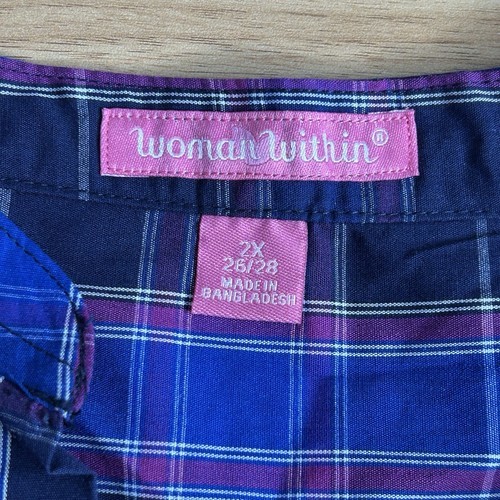 Woman Within®
2X
26/28
MADE IN
BANGLADESH